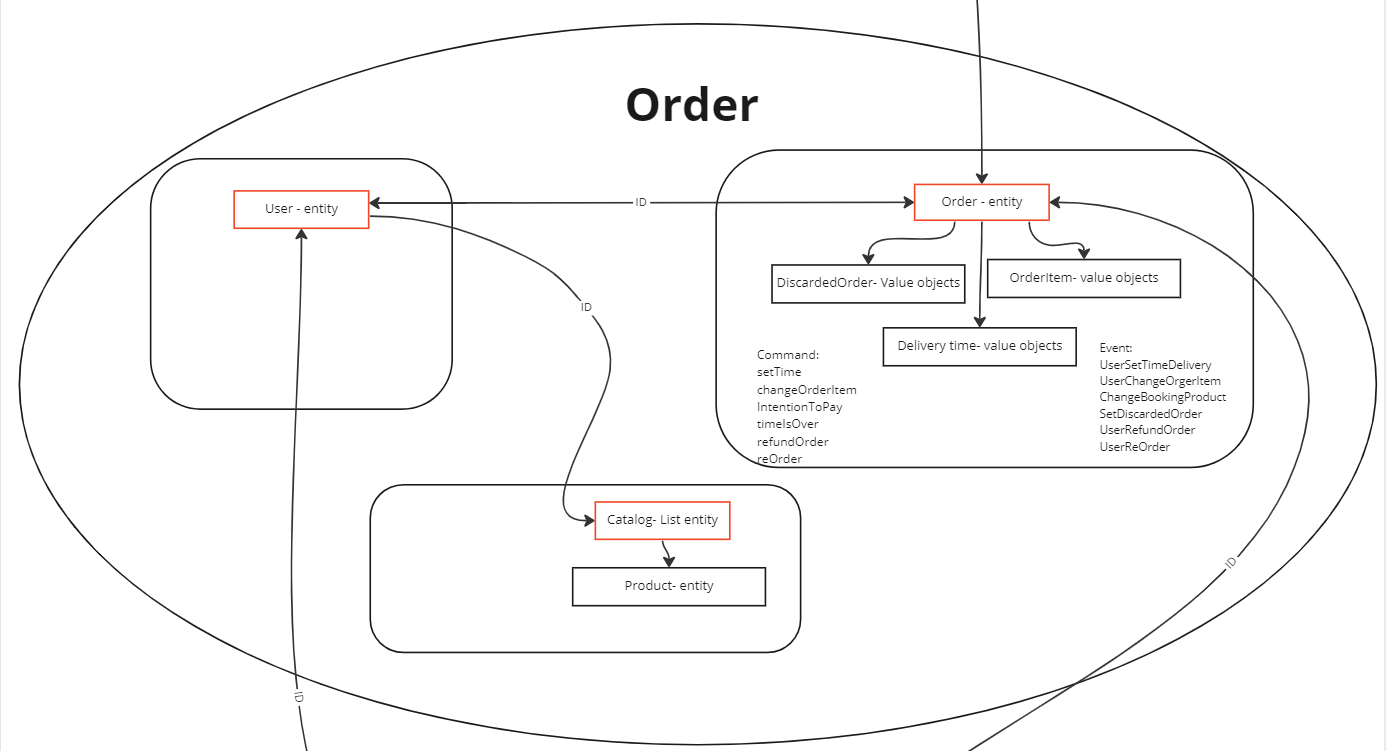 Order
User - entity
ID
Order - entity
DiscardedOrder- Value objects
OrderItem- value objects
ID
Delivery time- value objects
Command:
setTime
changeOrderItem
IntentionToPay
timeIsOver
refundOrder
reOrder
Event:
UserSetTimeDelivery
UserChangeOrgerItem
ChangeBookingProduct
SetDiscardedOrder
UserRefundOrder
UserReOrder
Catalog- List entity
Product- entity
ID
ID